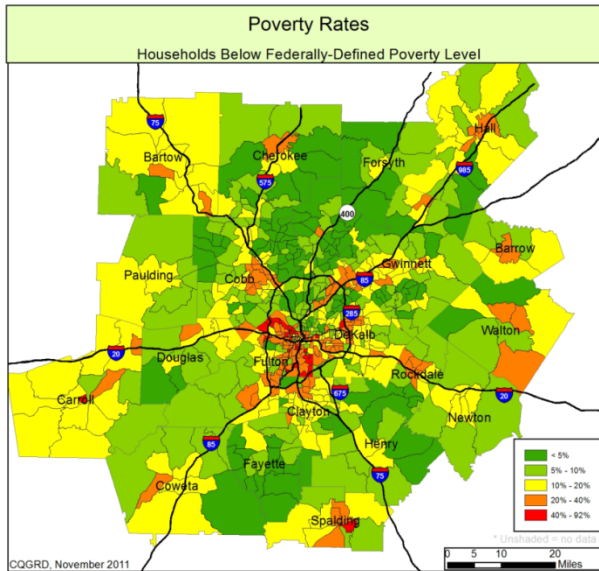 Poverty Rates
Households Below Federally-Defined Poverty Level
75
Hall
Bartow
Cherokee
Forsyth
985
575
400
Barrow
Gwinnett
Paulding
Cobb
85
285
DeKalb
Walton
20
Douglas
Fulton
Rockdale
Carroll
675
20
Clayton
Newton
85
Henry
Fayette
75
Coweta
Spalding
< 5%
5% - 10%
10% - 20%
20% - 40%
40% - 92%
* Unshaded = no data
CQGRD, November 2011
0 5 10 20
Miles